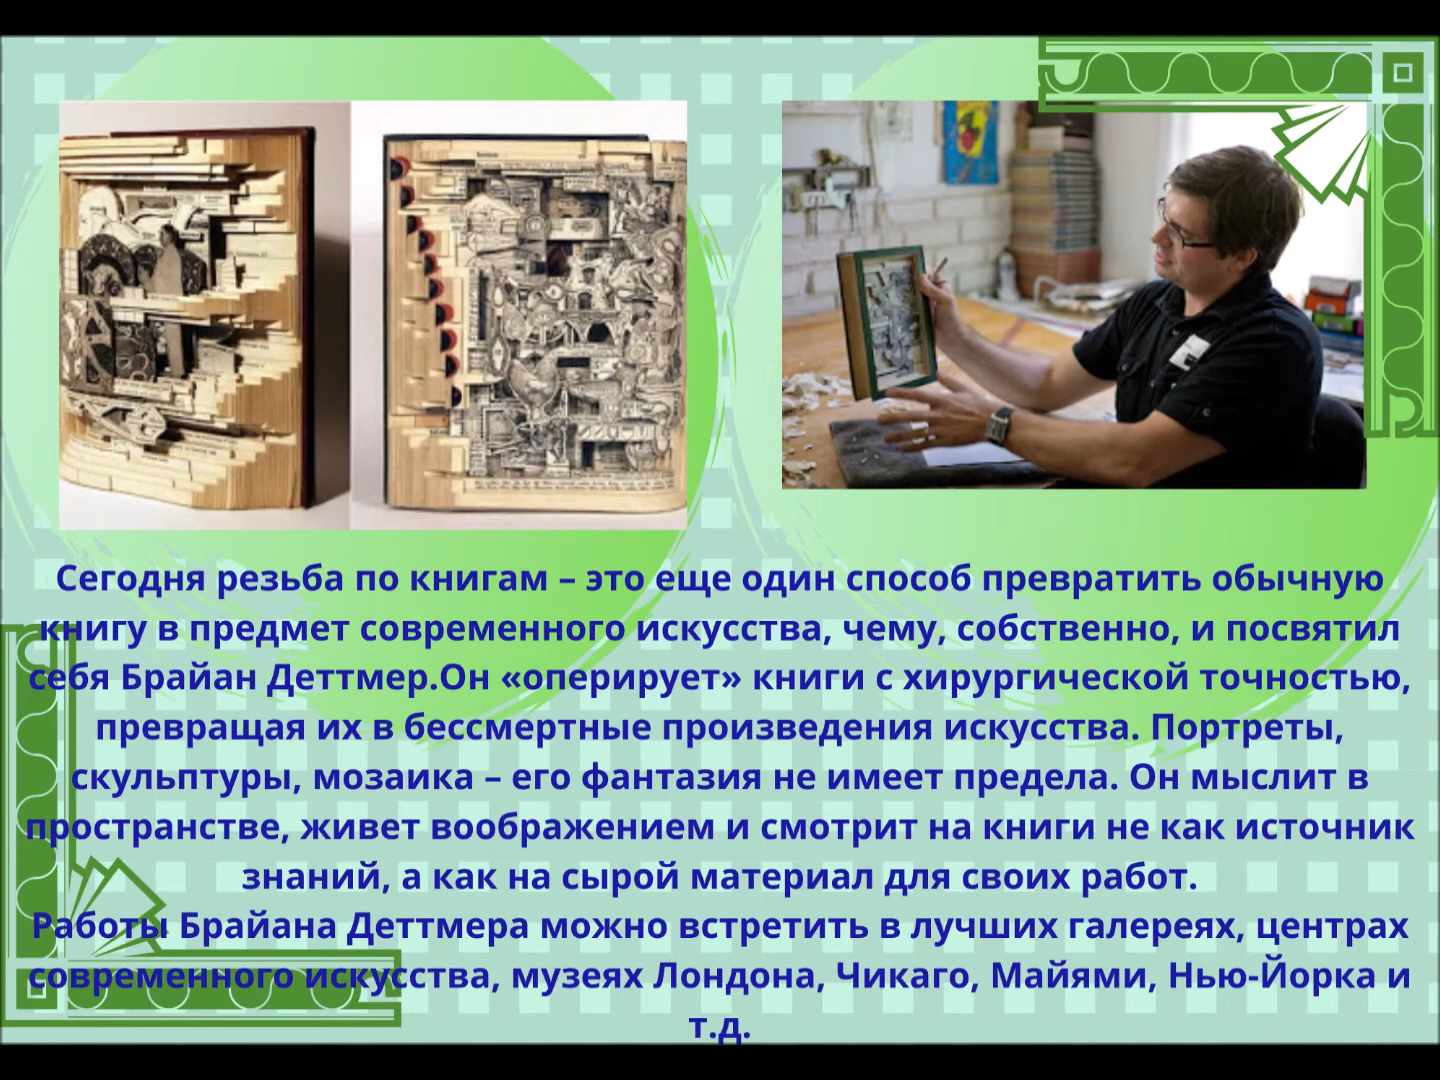 Сегодня резьба по книгам – это еще один способ превратить обычную
книгу в предмет современного искусства, чему, собственно, и посвятил
себя Брайан Деттмер.Он «оперирует» книги с хирургической точностью,
превращая их в бессмертные произведения искусства. Портреты,
скульптуры, мозаика – его фантазия не имеет предела. Он мыслит в
пространстве, живет воображением и смотрит на книги не как источник
знаний, а как на сырой материал для своих работ.
Работы Брайана Деттмера можно встретить в лучших галереях, центрах
современного искусства, музеях Лондона, Чикаго, Майями, Нью-Йорка и
т.д.